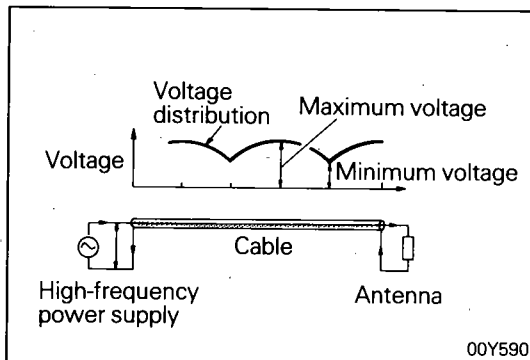 Voltage
distribution
Maximum voltage
Voltage
Minimum voltage
Cable
High-frequency
power supply
Antenna
00Y590